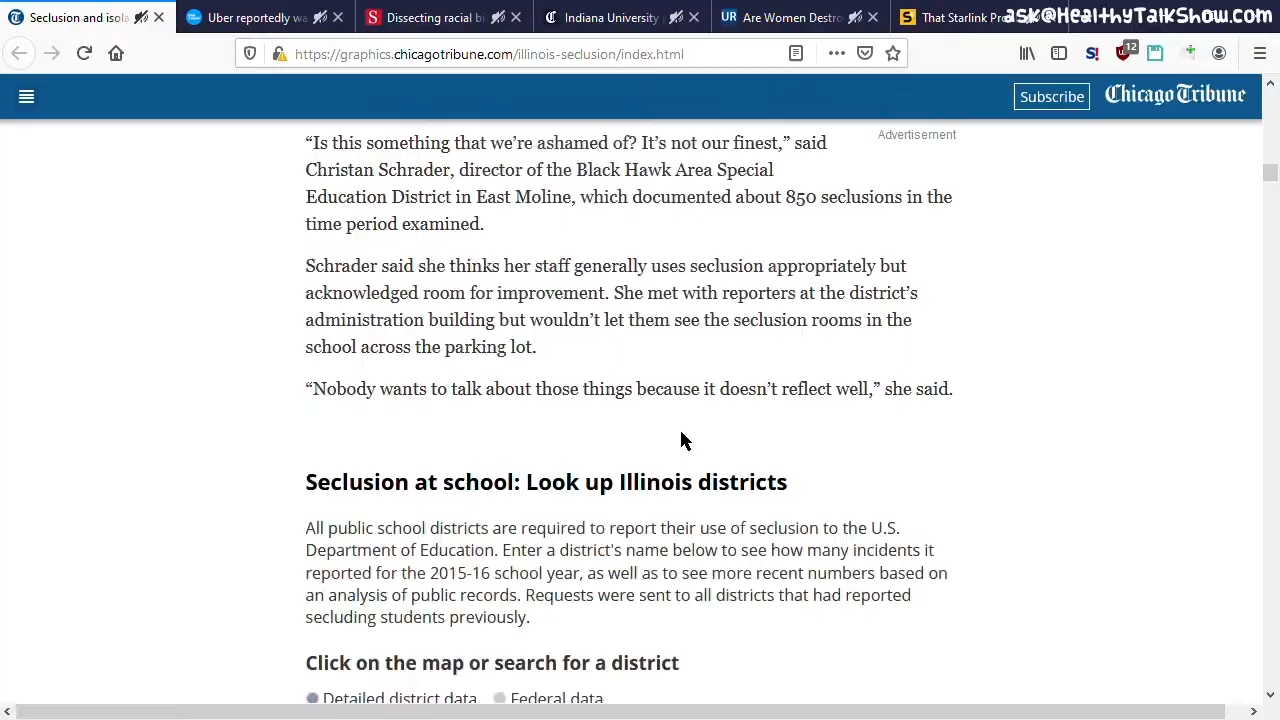 Seclusion and isola
Uber reportedly wa
Dissecting racial bi
Indiana University
Are Women Destro
That Starlink Pro
ask@HealthyTalkShow.com
https://graphics.chicagotribune.com/illinois-seclusion/index.html
12
Subscribe
Chicago Tribune
Advertisement
“Is this something that we’re ashamed of? It’s not our finest,” said
Christan Schrader, director of the Black Hawk Area Special
Education District in East Moline, which documented about 850 seclusions in the
time period examined.
Schrader said she thinks her staff generally uses seclusion appropriately but
acknowledged room for improvement. She met with reporters at the district’s
administration building but wouldn’t let them see the seclusion rooms in the
school across the parking lot.
“Nobody wants to talk about those things because it doesn’t reflect well,” she said.
Seclusion at school: Look up Illinois districts
All public school districts are required to report their use of seclusion to the U.S.
Department of Education. Enter a district's name below to see how many incidents it
reported for the 2015-16 school year, as well as to see more recent numbers based on
an analysis of public records. Requests were sent to all districts that had reported
secluding students previously.
Click on the map or search for a district
Detailed district data Federal data